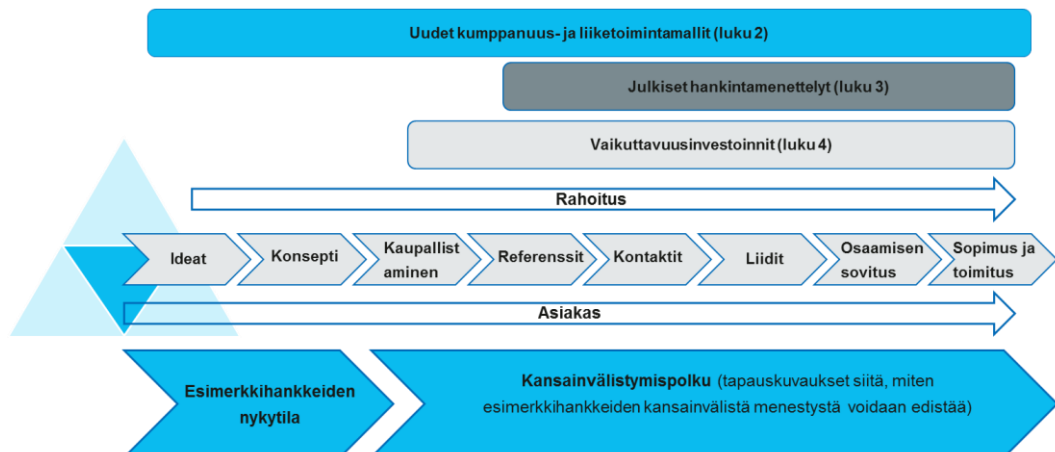 Uudet kumppanuus- ja liiketoimintamallit (luku 2)
Julkiset hankintamenettelyt (luku 3)
Vaikuttavuusinvestoinnit (luku 4)
Rahoitus
Ideat
Konsepti
Kaupallist
aminen
Referenssit
Kontaktit
Liidit
Osaamisen
sovitus
Sopimus ja
toimitus
Asiakas
Esimerkkihankkeiden
nykytila
Kansainvälistymispolku (tapauskuvaukset siitä, miten
esimerkkihankkeiden kansainvälistä menestystä voidaan edistää)